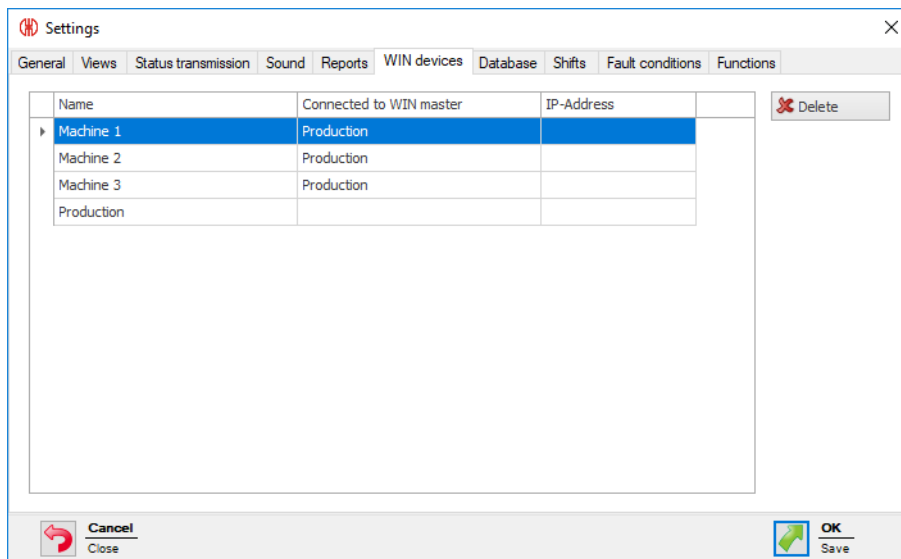 Settings
General Views Status transmission Sound Reports WIN devices Database Shifts Fault conditions Functions
Name Connected to WIN master IP-Address
Delete
Machine 1 Production
Machine 2 Production
Machine 3 Production
Production
Cancel
Close
OK
Save